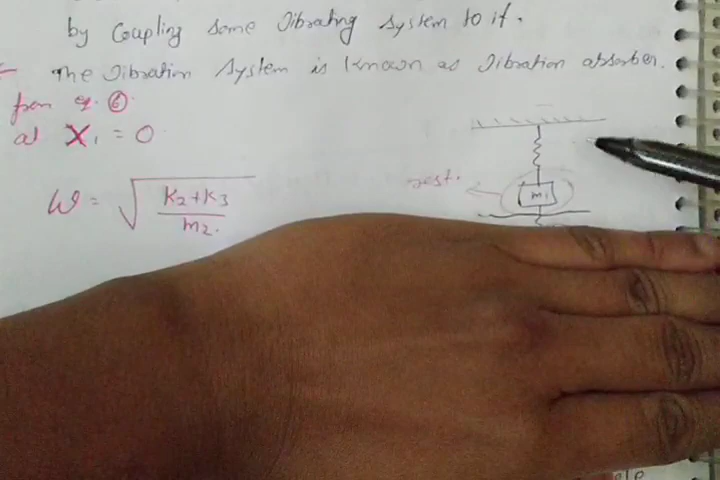 by Coupling Some Vibrating System to it.
The Vibration System is Known as Vibration absorber.
from eq. ⑥
at X₁ = 0
rest.
m₁
W = √(K₂+K₃ / m₂.)